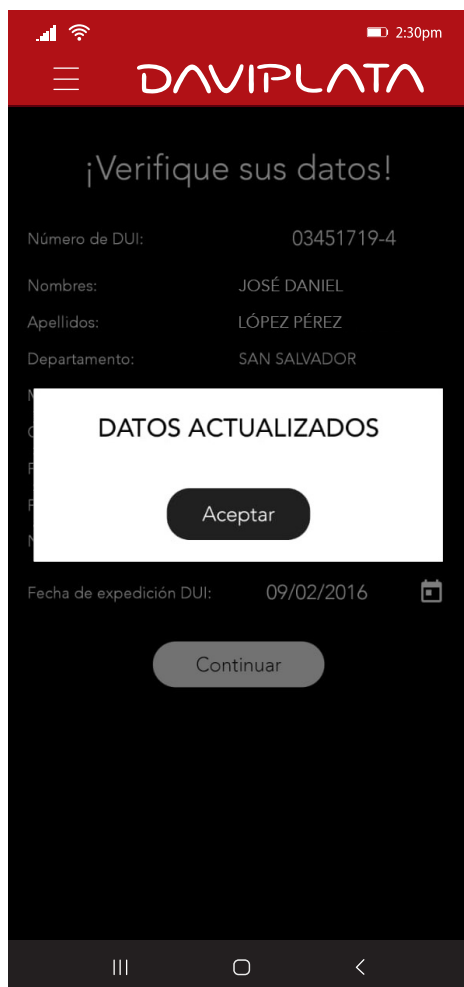 2:30pm
DAVIPLATA
¡Verifique sus datos!
Número de DUI: 03451719-4
Nombres: JOSÉ DANIEL
Apellidos: LÓPEZ PÉREZ
Departamento: SAN SALVADOR
DATOS ACTUALIZADOS
Aceptar
Fecha de expedición DUI: 09/02/2016
Continuar